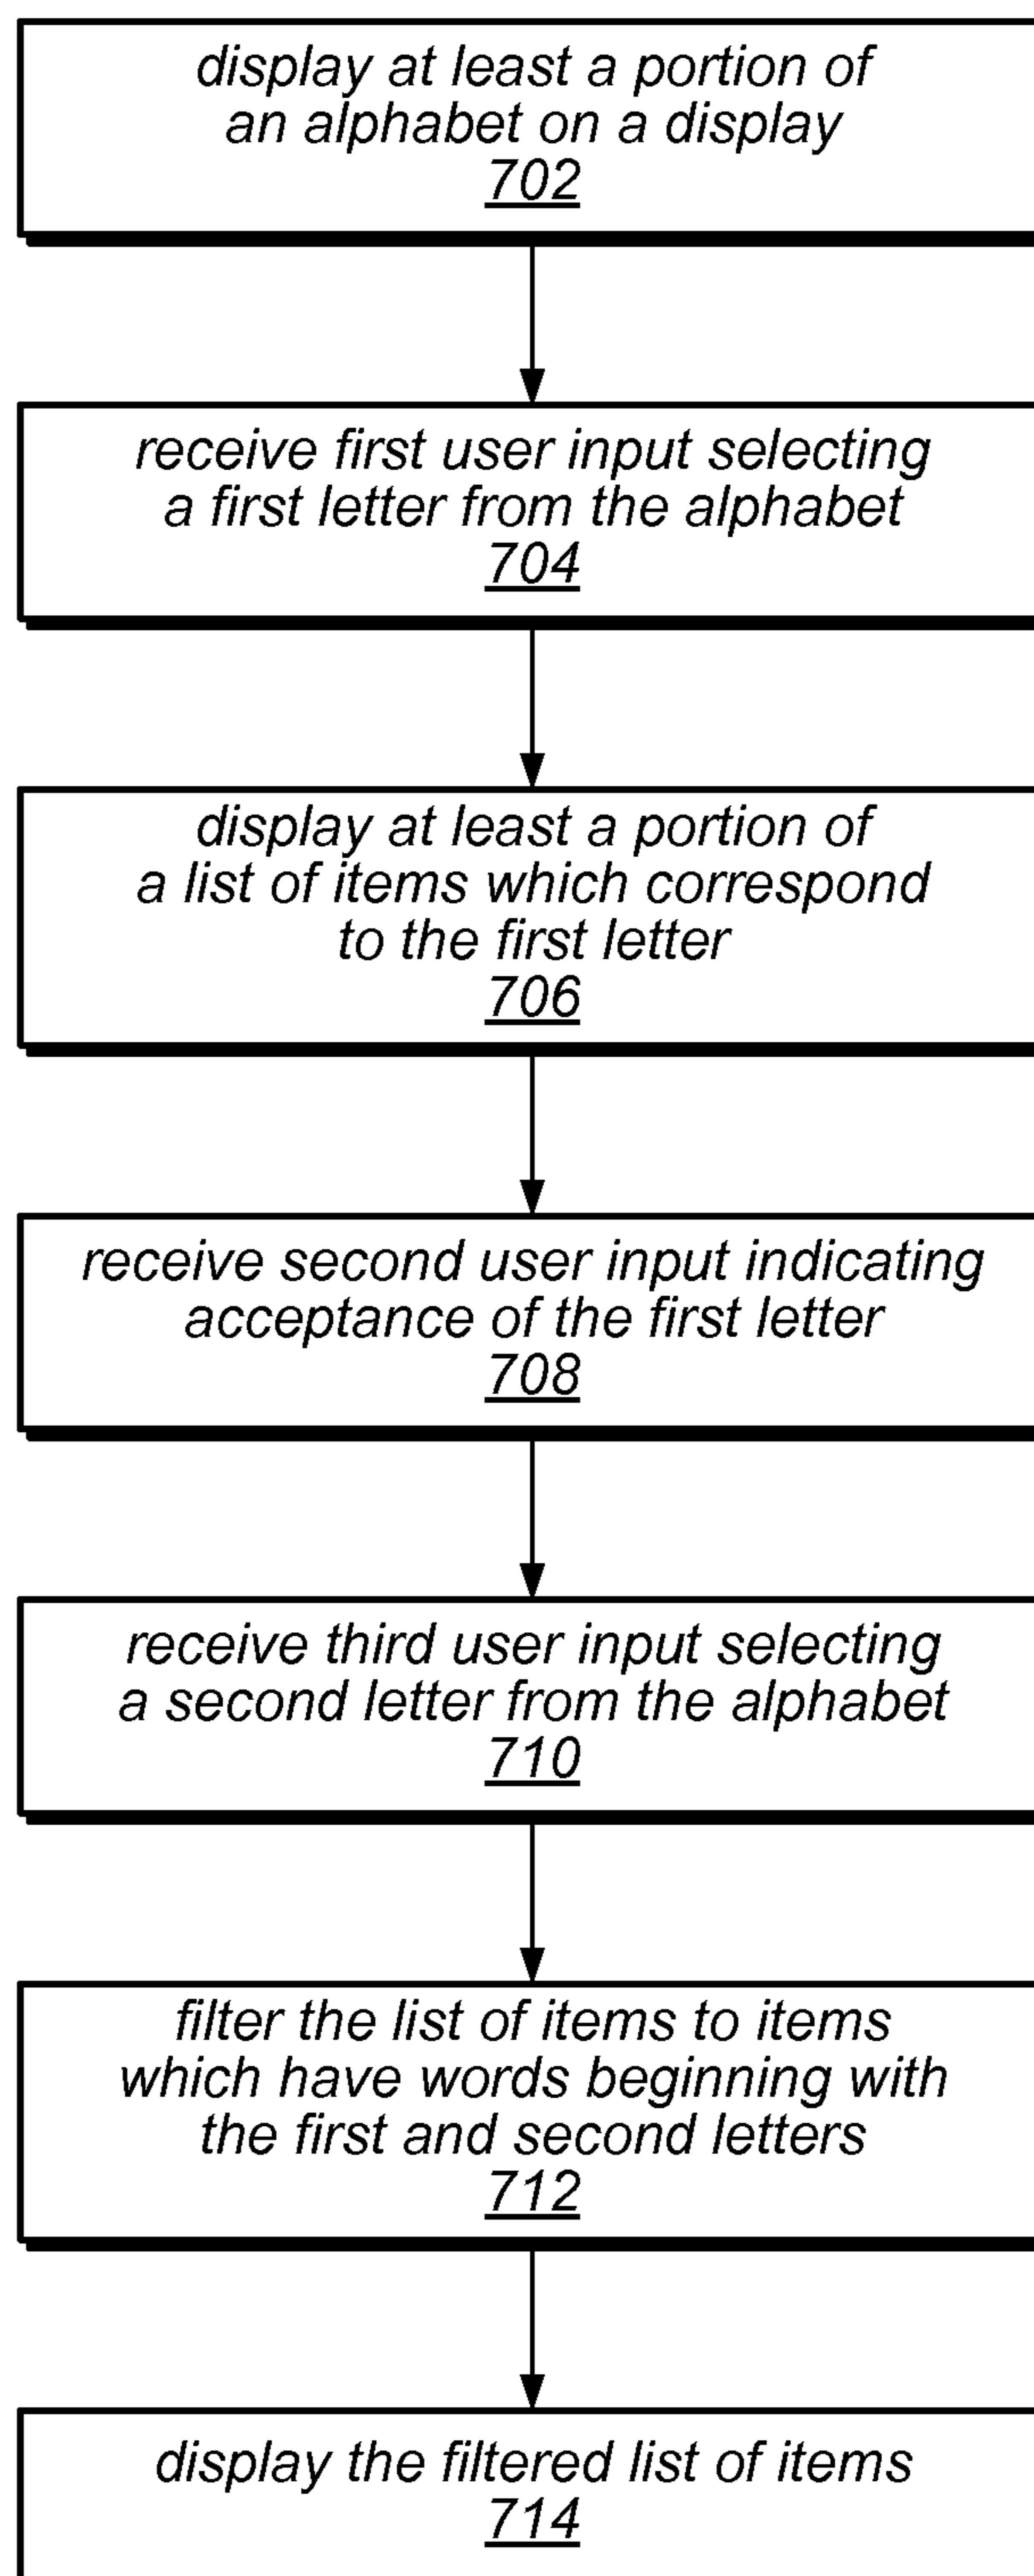 display at least a portion of
an alphabet on a display
702
receive first user input selecting
a first letter from the alphabet
704
display at least a portion of
a list of items which correspond
to the first letter
706
receive second user input indicating
acceptance of the first letter
708
receive third user input selecting
a second letter from the alphabet
710
filter the list of items to items
which have words beginning with
the first and second letters
712
display the filtered list of items
714